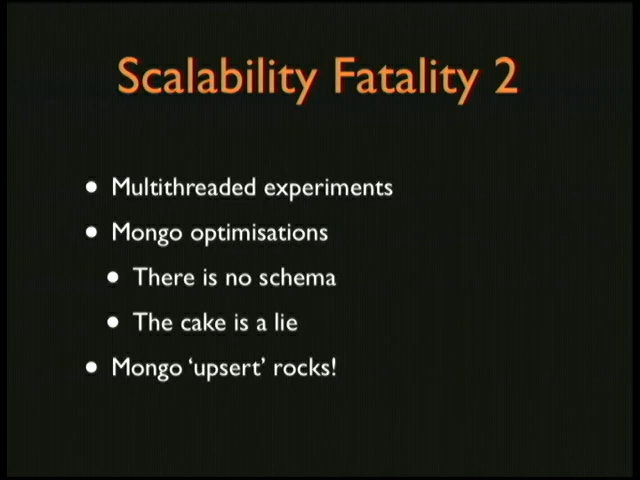 Scalability Fatality 2
• Multithreaded experiments
• Mongo optimisations
• There is no schema
• The cake is a lie
• Mongo ‘upsert’ rocks!